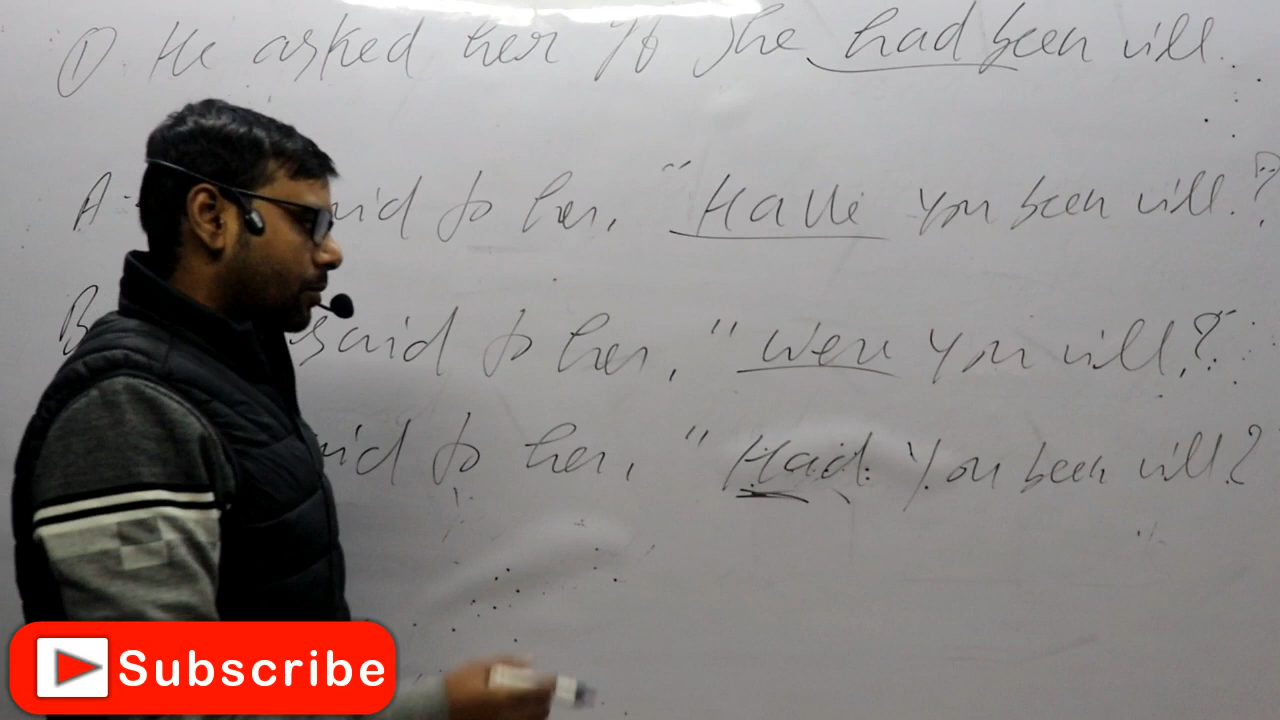 ① He asked her if she had been ill.
A- said to her, "Have you been ill.?"
B said to her, "Were you ill?"
said to her, "Had you been ill?
Subscribe